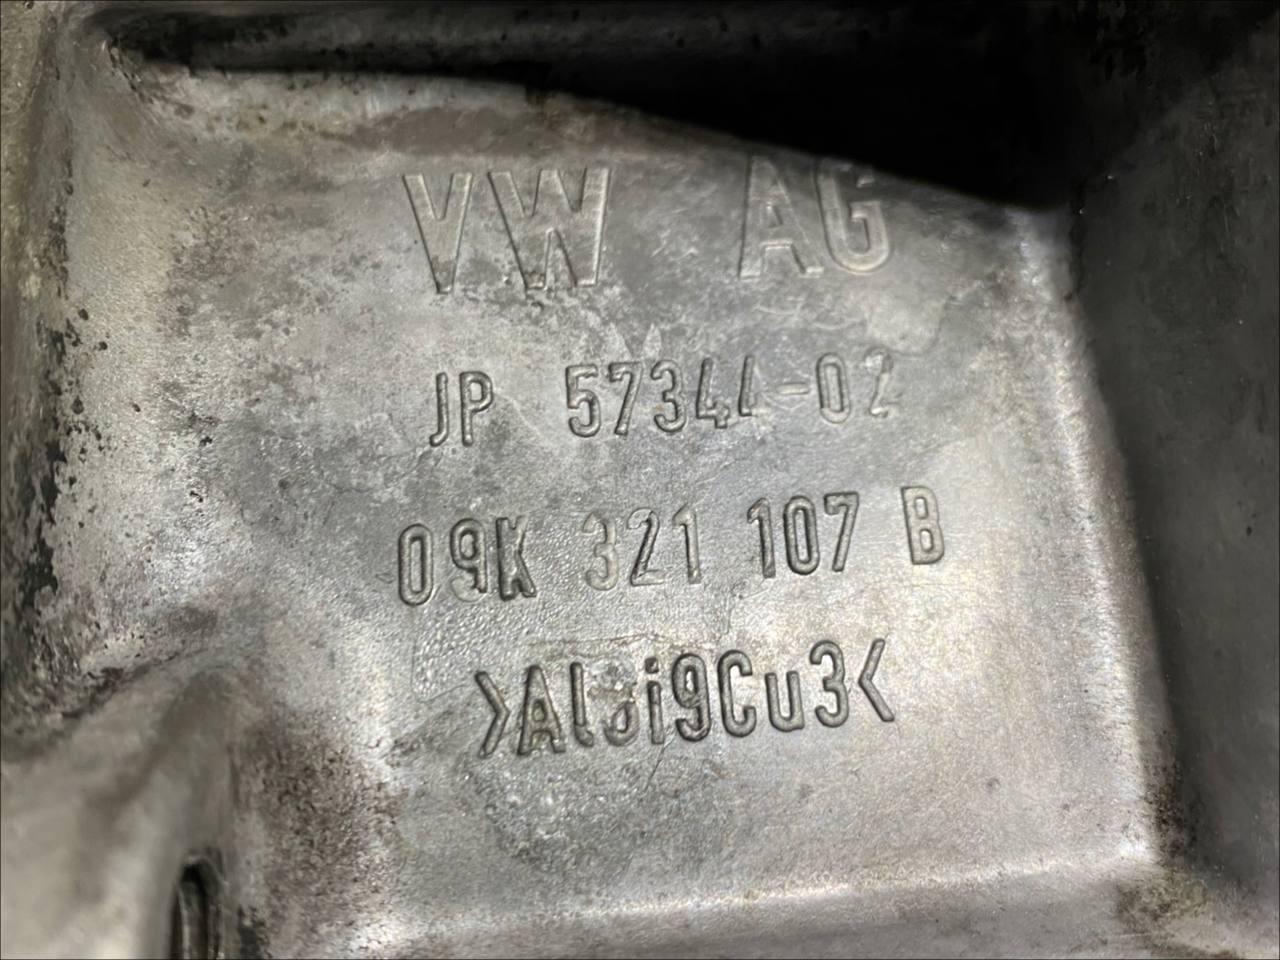 VW AG
JP 57344-02
09K 321 107 B
>AlSi9Cu3<